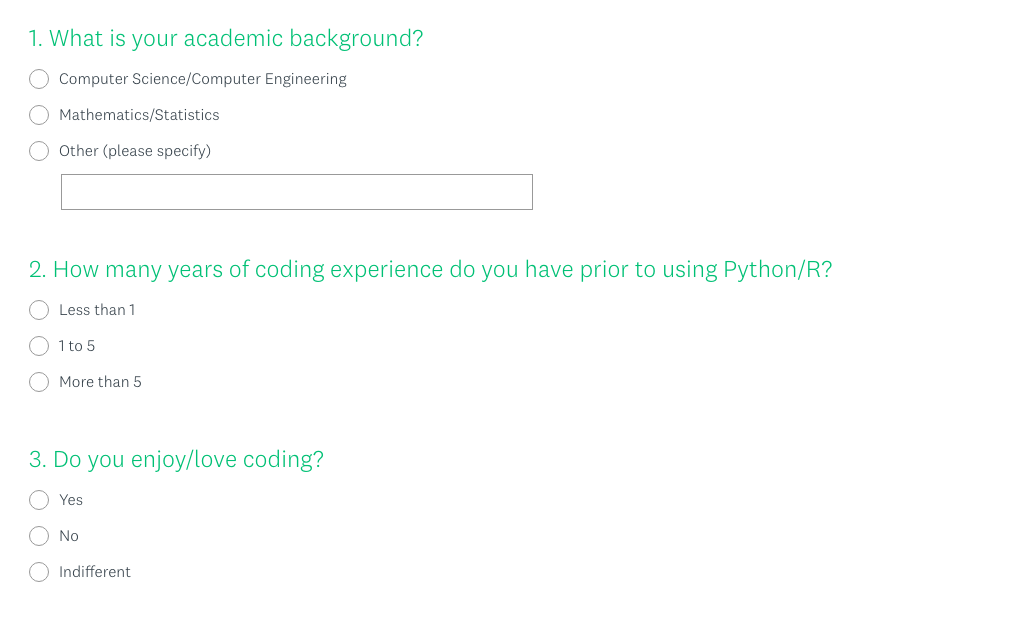 1. What is your academic background?
Computer Science/Computer Engineering
Mathematics/Statistics
Other (please specify)
2. How many years of coding experience do you have prior to using Python/R?
Less than 1
1 to 5
More than 5
3. Do you enjoy/love coding?
Yes
No
Indifferent